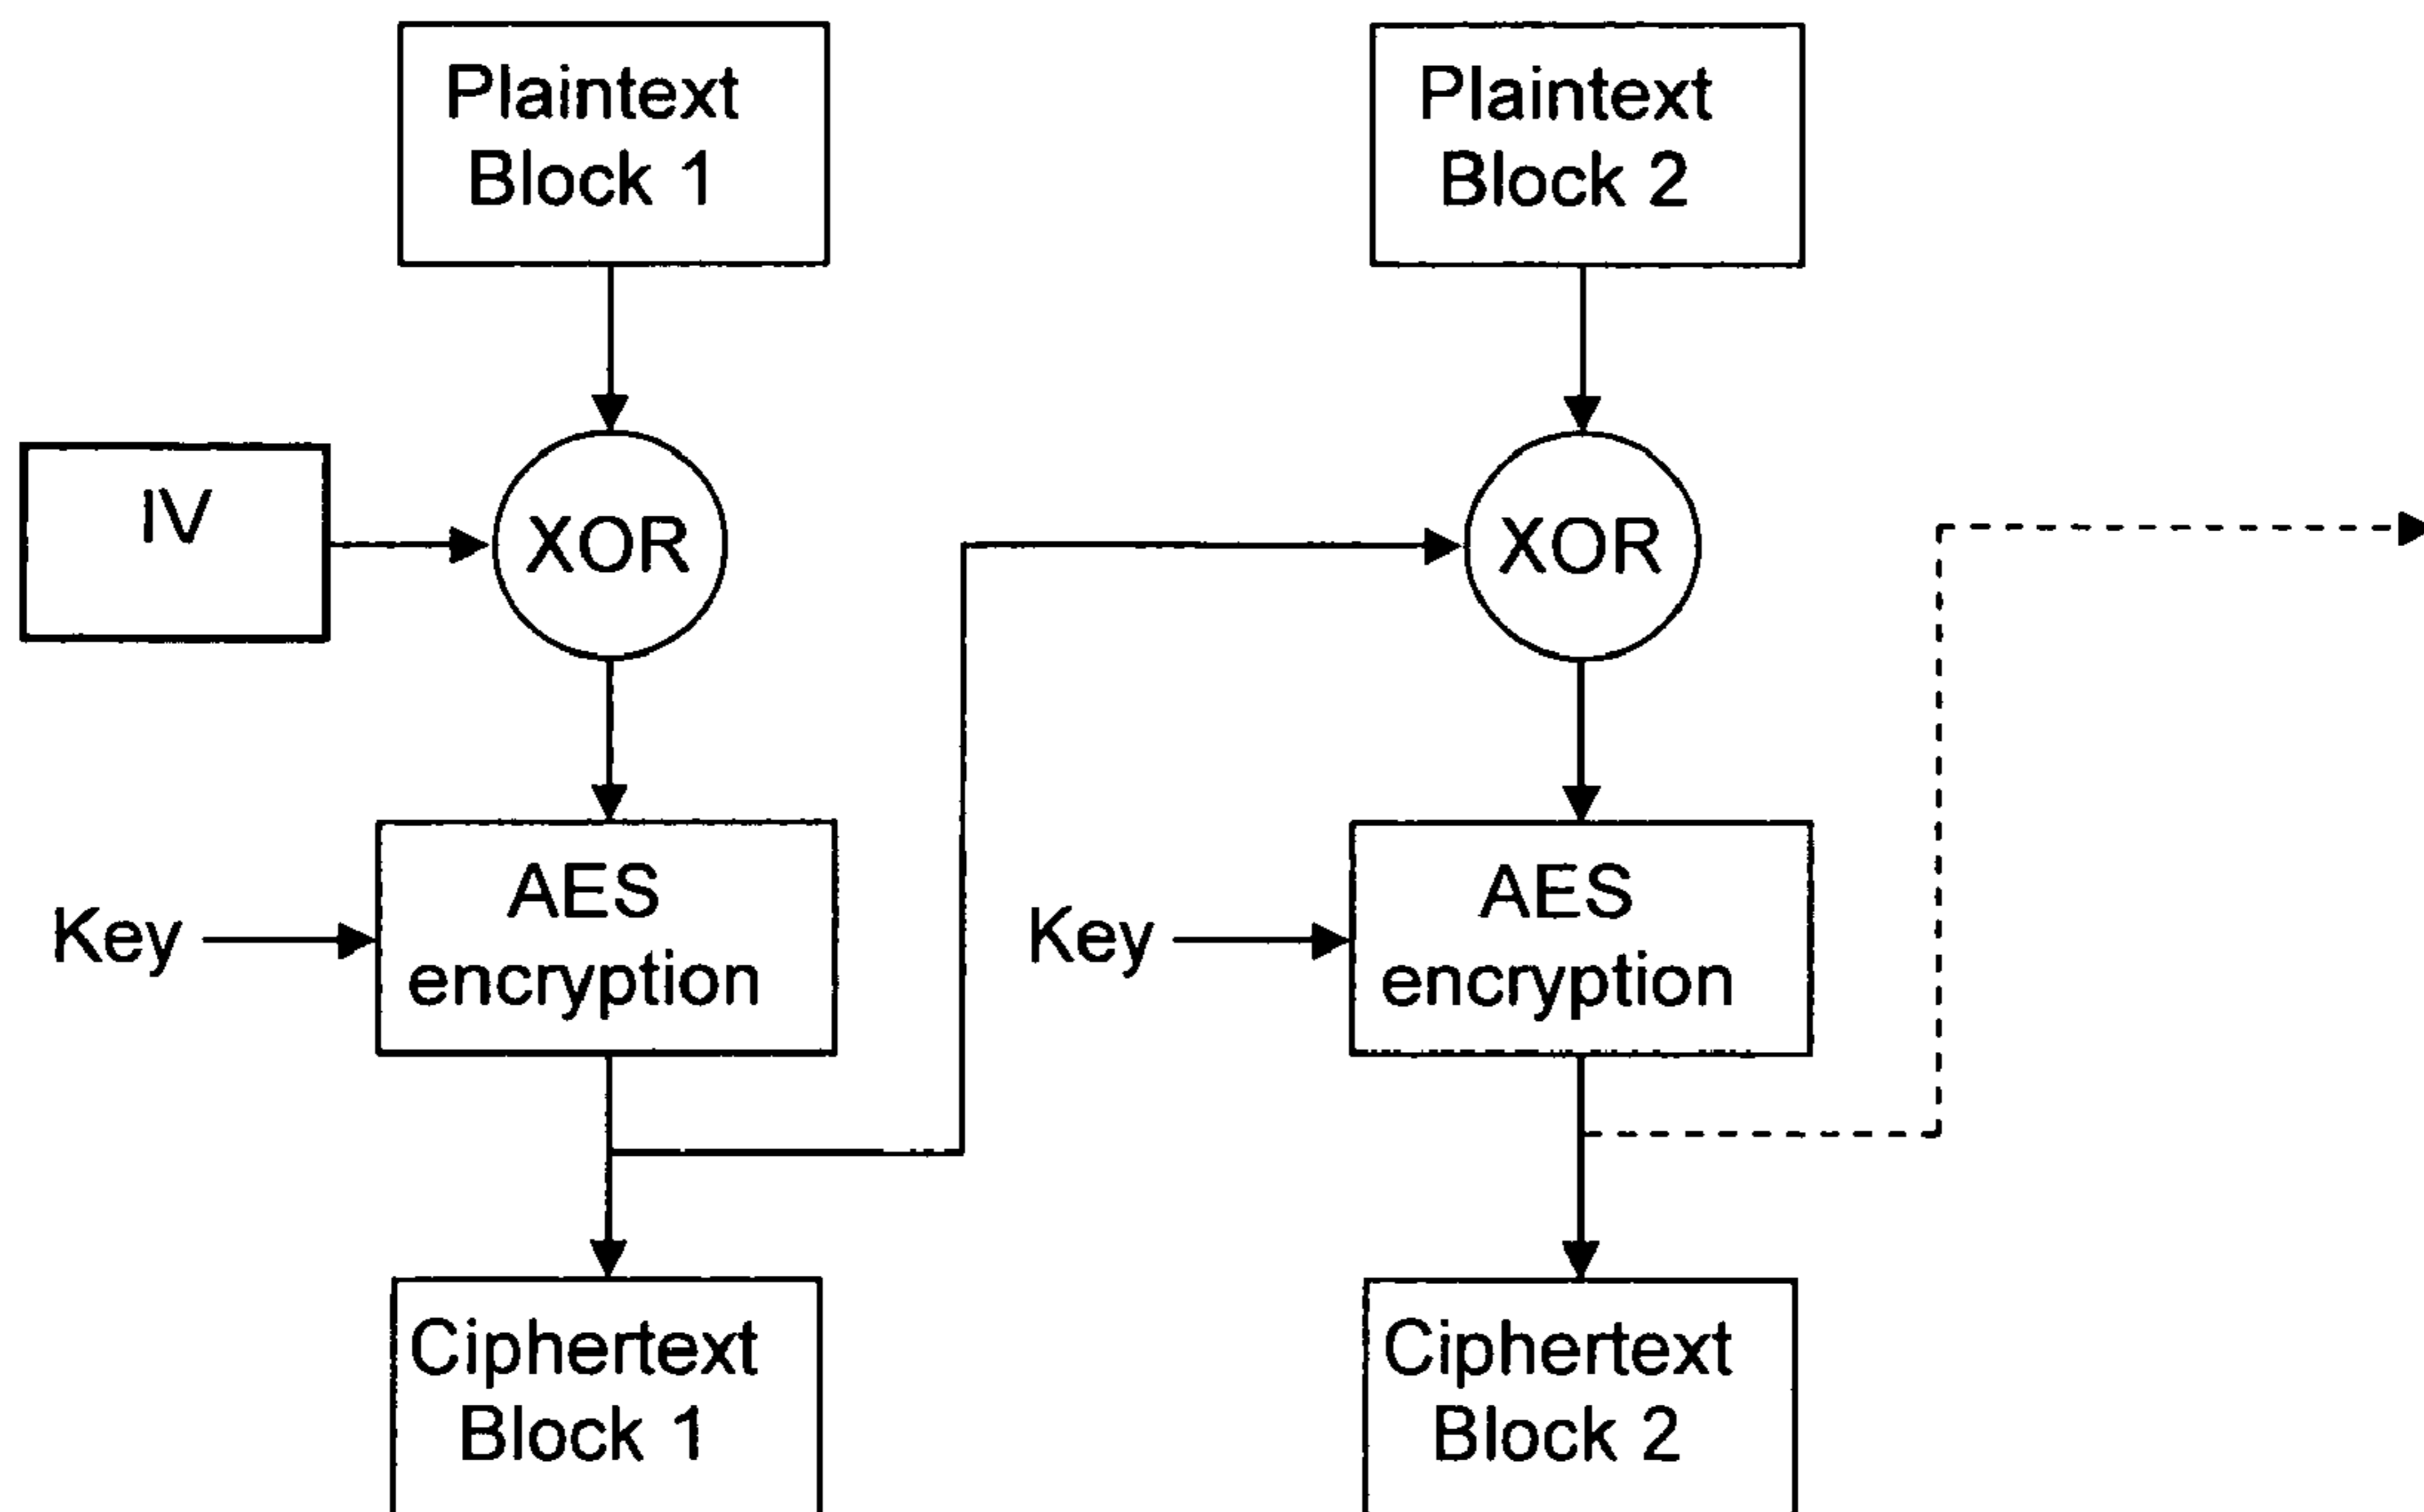 Plaintext
Block 1
Plaintext
Block 2
IV
XOR
XOR
Key
AES
encryption
Key
AES
encryption
Ciphertext
Block 1
Ciphertext
Block 2